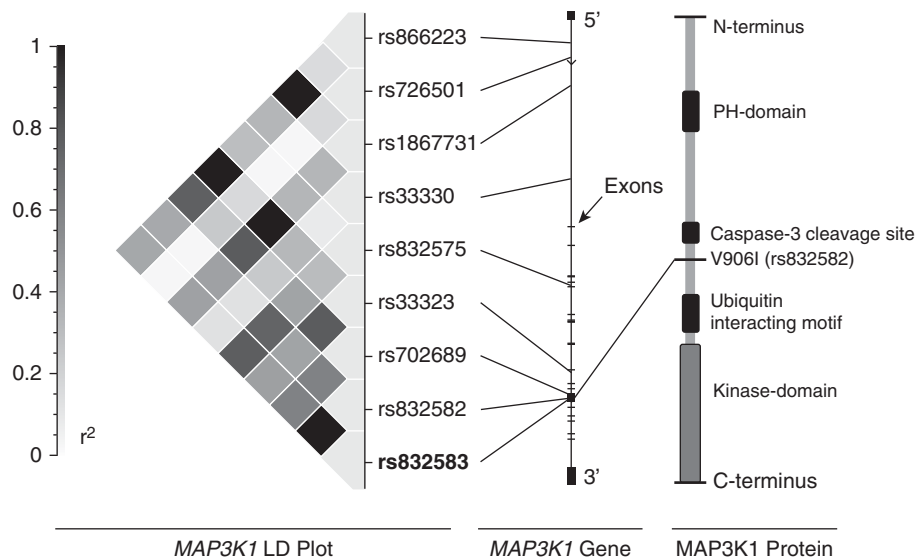 1
0.8
0.6
0.4
0.2
0
r²
rs866223
rs726501
rs1867731
rs33330
rs832575
rs33323
rs702689
rs832582
rs832583
5’
Exons
3’
N-terminus
PH-domain
Caspase-3 cleavage site
V906I (rs832582)
Ubiquitin
interacting motif
Kinase-domain
C-terminus
MAP3K1 LD Plot
MAP3K1 Gene
MAP3K1 Protein